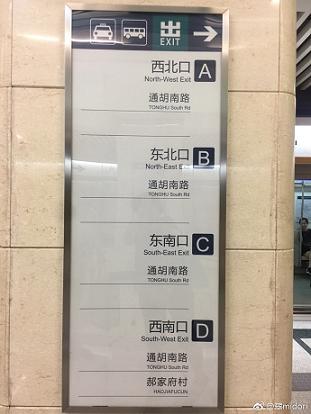 出
EXIT
西北口 A
North-West Exit
通胡南路
TONGHU South Rd
东北口 B
North-East Exit
通胡南路
TONGHU South Rd
东南口 C
South-East Exit
通胡南路
TONGHU South Rd
西南口 D
South-West Exit
通胡南路
TONGHU South Rd
郝家府村
HAOJIAFUCUN